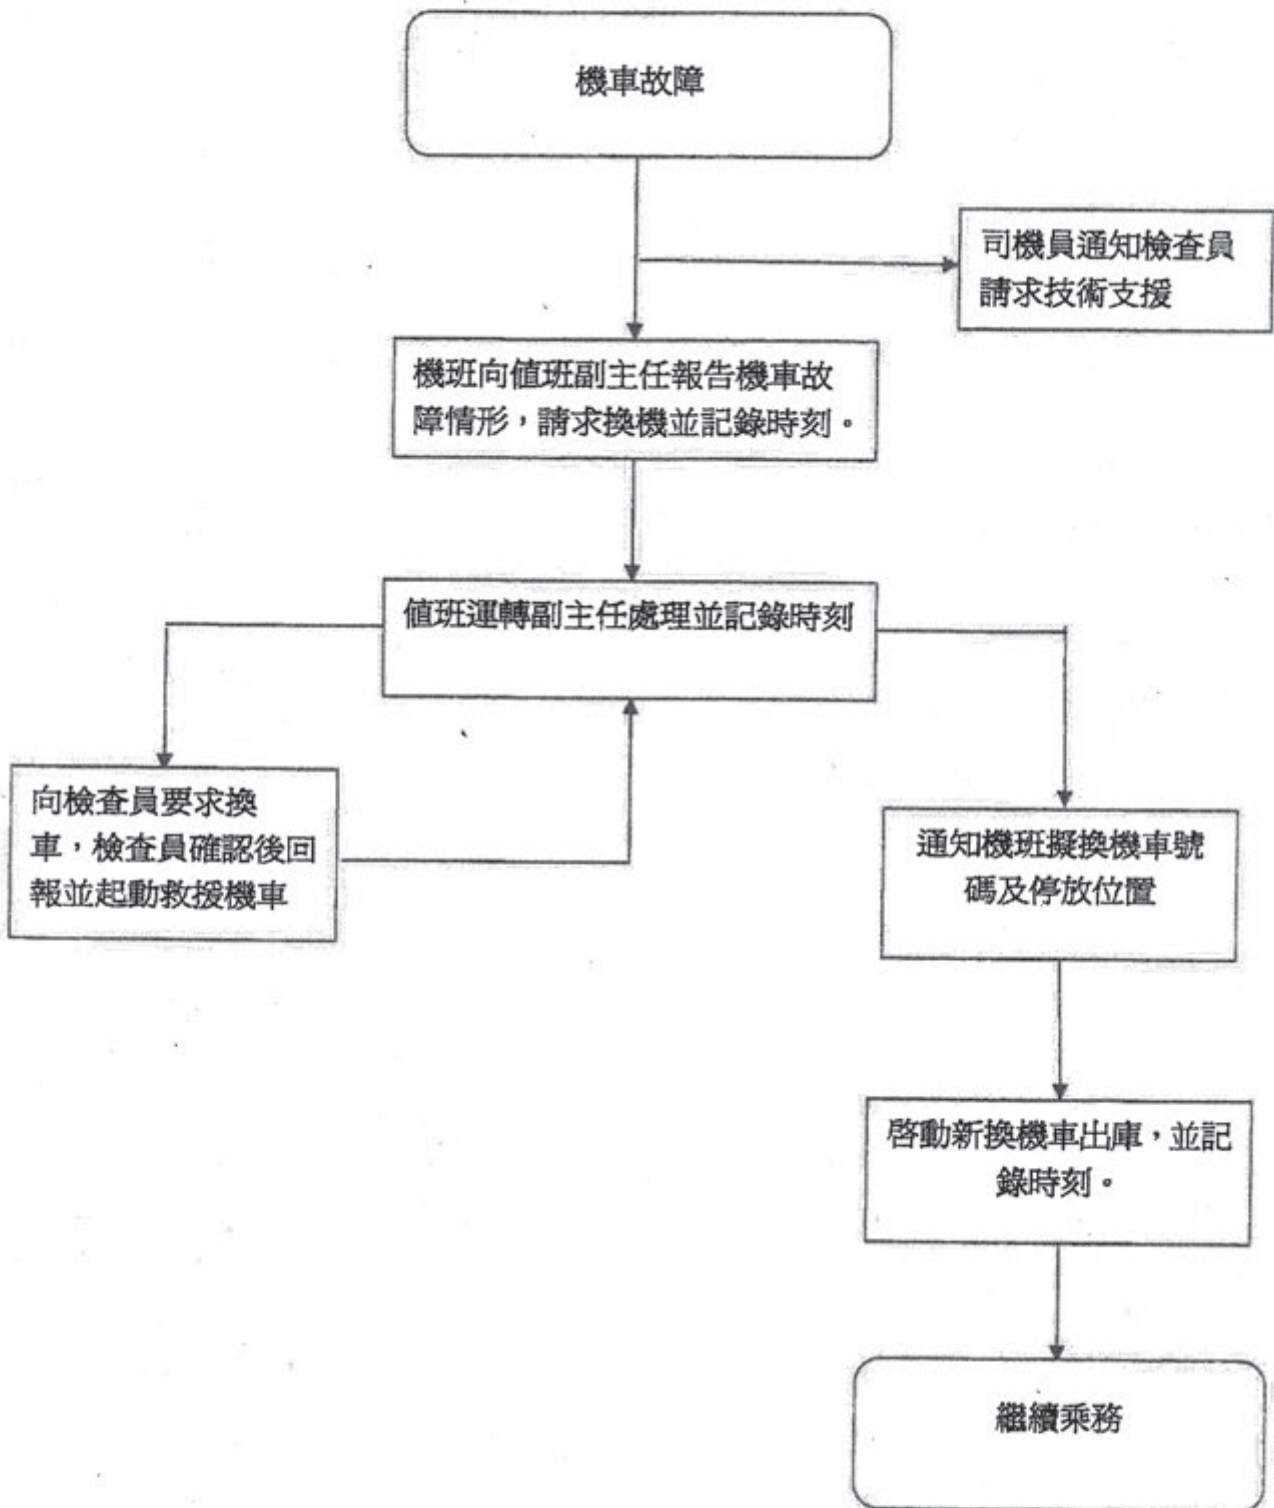 機車故障
司機員通知檢查員
請求技術支援
機班向值班副主任報告機車故
障情形，請求換機並記錄時刻。
值班運轉副主任處理並記錄時刻
向檢查員要求換
車，檢查員確認後回
報並起動救援機車
通知機班擬換機車號
碼及停放位置
啓動新換機車出庫，並記
錄時刻。
繼續乘務